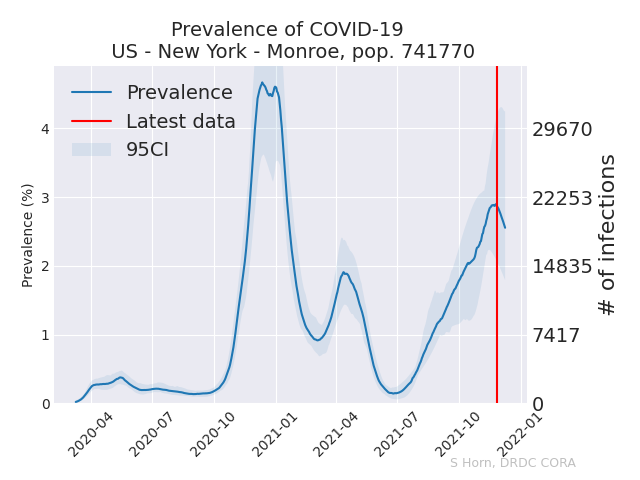 Prevalence of COVID-19
US - New York - Monroe, pop. 741770
Prevalence
Latest data
95CI
Prevalence (%)
4
3
2
1
0
29670
22253
14835
7417
0
# of infections
2020-04
2020-07
2020-10
2021-01
2021-04
2021-07
2021-10
2022-01
S Horn, DRDC CORA